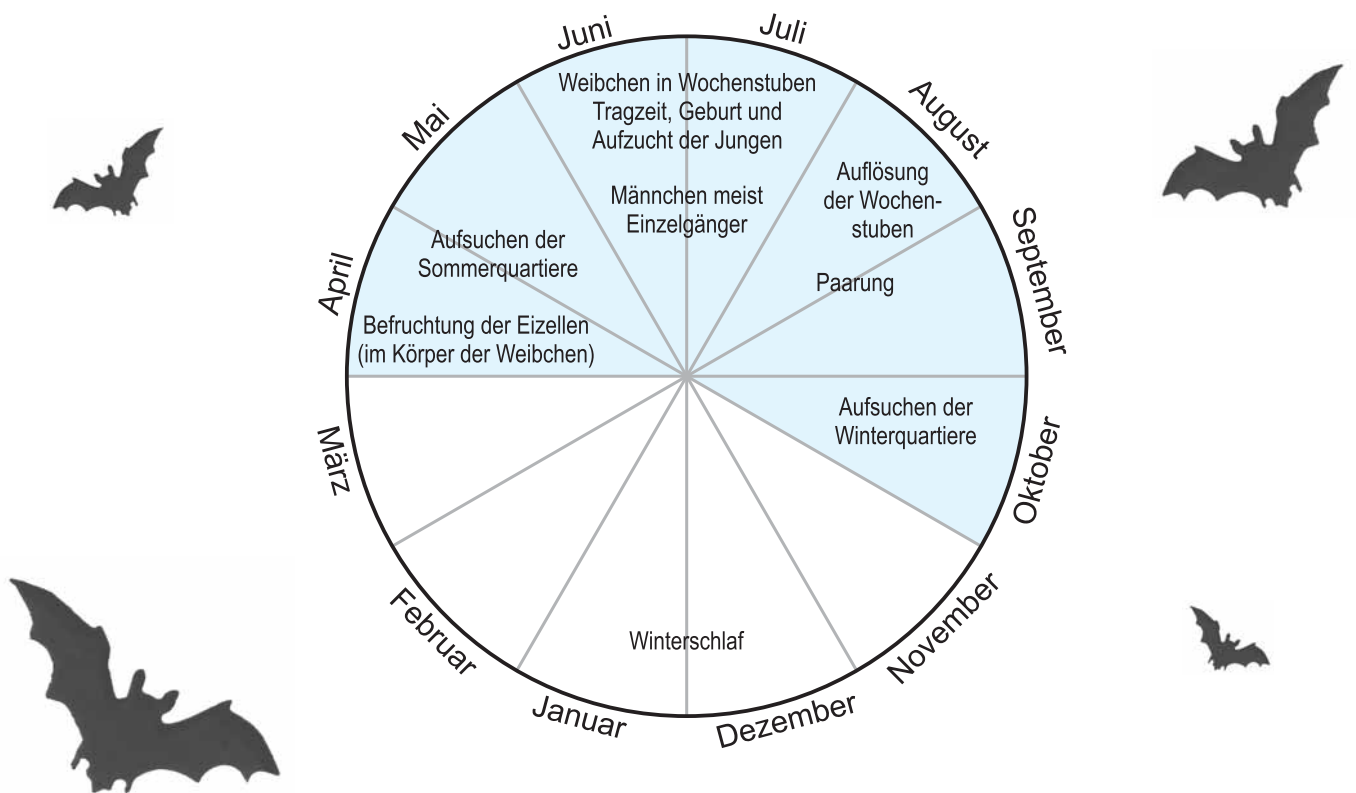 Juni
Juli
Mai
August
April
September
März
Oktober
Februar
November
Januar
Dezember
Weibchen in Wochenstuben
Tragzeit, Geburt und
Aufzucht der Jungen
Männchen meist
Einzelgänger
Auflösung
der Wochen-
stuben
Paarung
Aufsuchen der
Sommerquartiere
Befruchtung der Eizellen
(im Körper der Weibchen)
Aufsuchen der
Winterquartiere
Winterschlaf